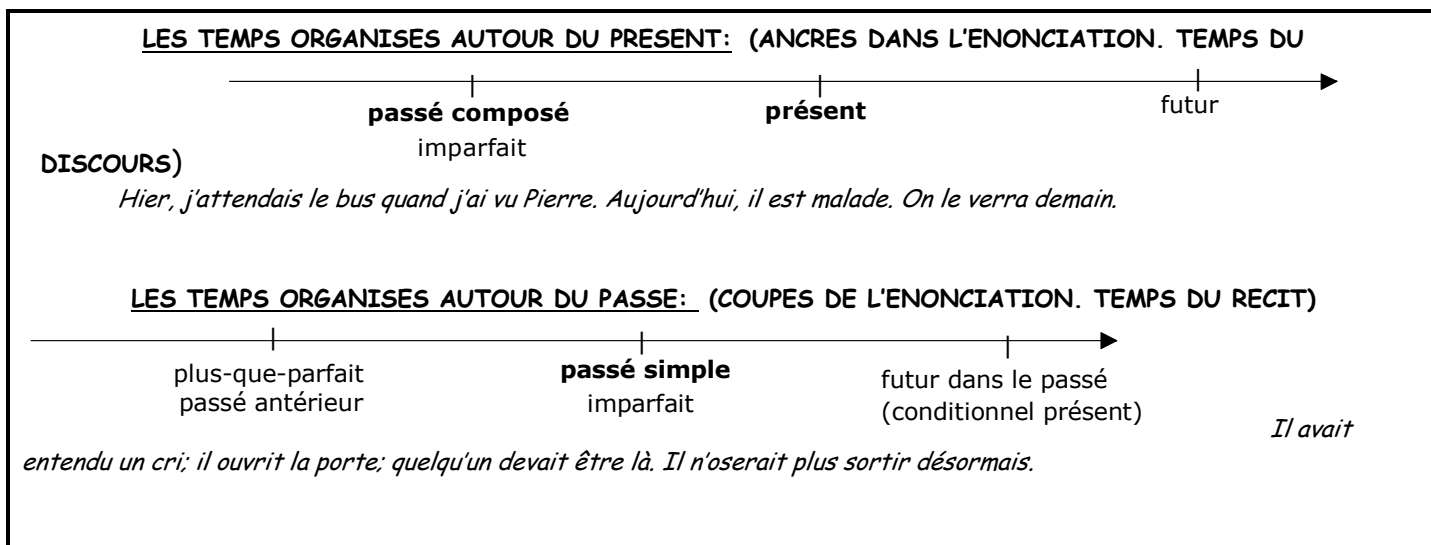 LES TEMPS ORGANISES AUTOUR DU PRESENT: (ANCRES DANS L'ENONCIATION. TEMPS DU
passé composé présent futur
imparfait
DISCOURS)
Hier, j'attendais le bus quand j'ai vu Pierre. Aujourd'hui, il est malade. On le verra demain.
LES TEMPS ORGANISES AUTOUR DU PASSE: (COUPES DE L'ENONCIATION. TEMPS DU RECIT)
plus-que-parfait passé simple futur dans le passé
passé antérieur imparfait (conditionnel présent)
Il avait
entendu un cri; il ouvrit la porte; quelqu'un devait être là. Il n'oserait plus sortir désormais.